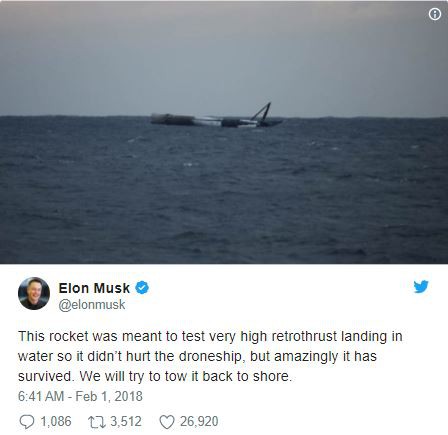 Elon Musk
@elonmusk
This rocket was meant to test very high retrothrust landing in
water so it didn't hurt the droneship, but amazingly it has
survived. We will try to tow it back to shore.
6:41 AM - Feb 1, 2018
1,086 3,512 26,920